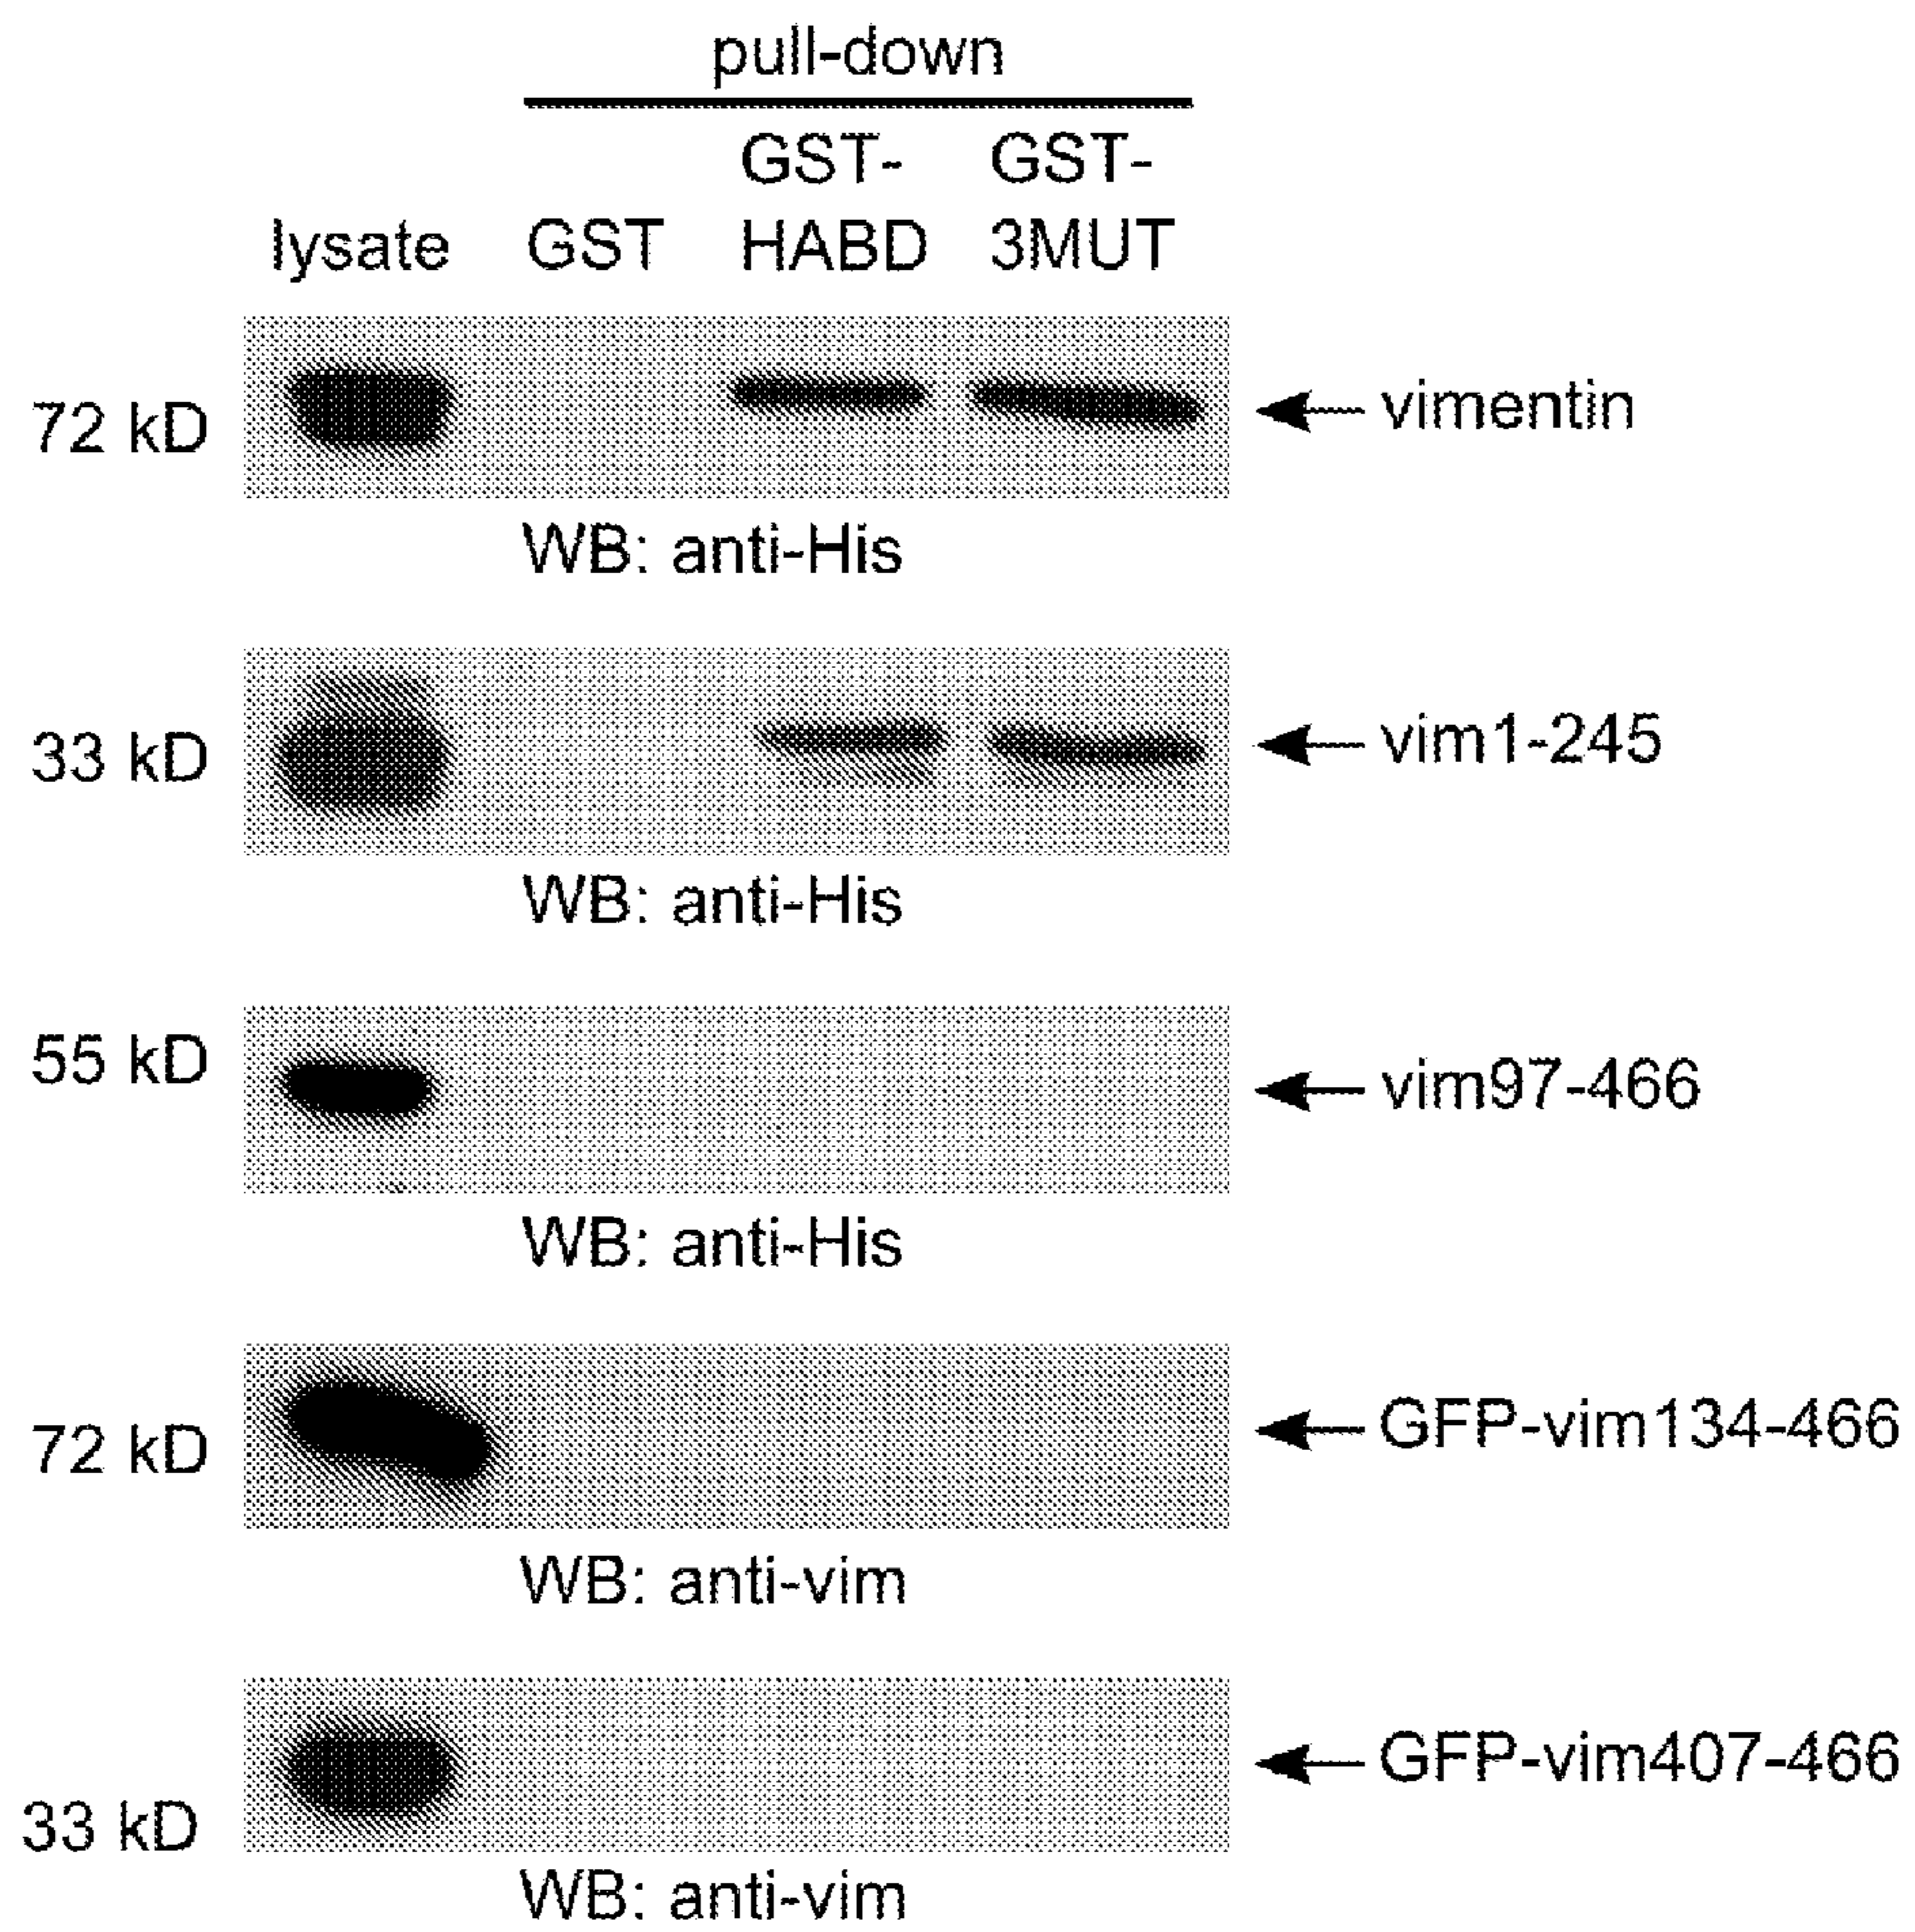 pull-down
GST- GST-
lysate GST HABD 3MUT
72 kD vimentin
WB: anti-His
33 kD vim1-245
WB: anti-His
55 kD vim97-466
WB: anti-His
72 kD GFP-vim134-466
WB: anti-vim
33 kD GFP-vim407-466
WB: anti-vim